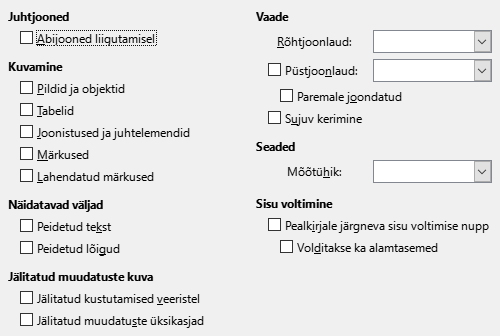 Juhtjooned
Abijooned liigutamisel
Kuvamine
Pildid ja objektid
Tabelid
Joonistused ja juhtelemendid
Märkused
Lahendatud märkused
Näidatavad väljad
Peidetud tekst
Peidetud lõigud
Jälitatud muudatuste kuva
Jälitatud kustutamised veeristel
Jälitatud muudatuste üksikasjad
Vaade
Rõhtjoonlaud:
Püstjoonlaud:
Paremale joondatud
Sujuv kerimine
Seaded
Mõõtühik:
Sisu voltimine
Pealkirjale järgneva sisu voltimise nupp
Volditakse ka alamtasemed